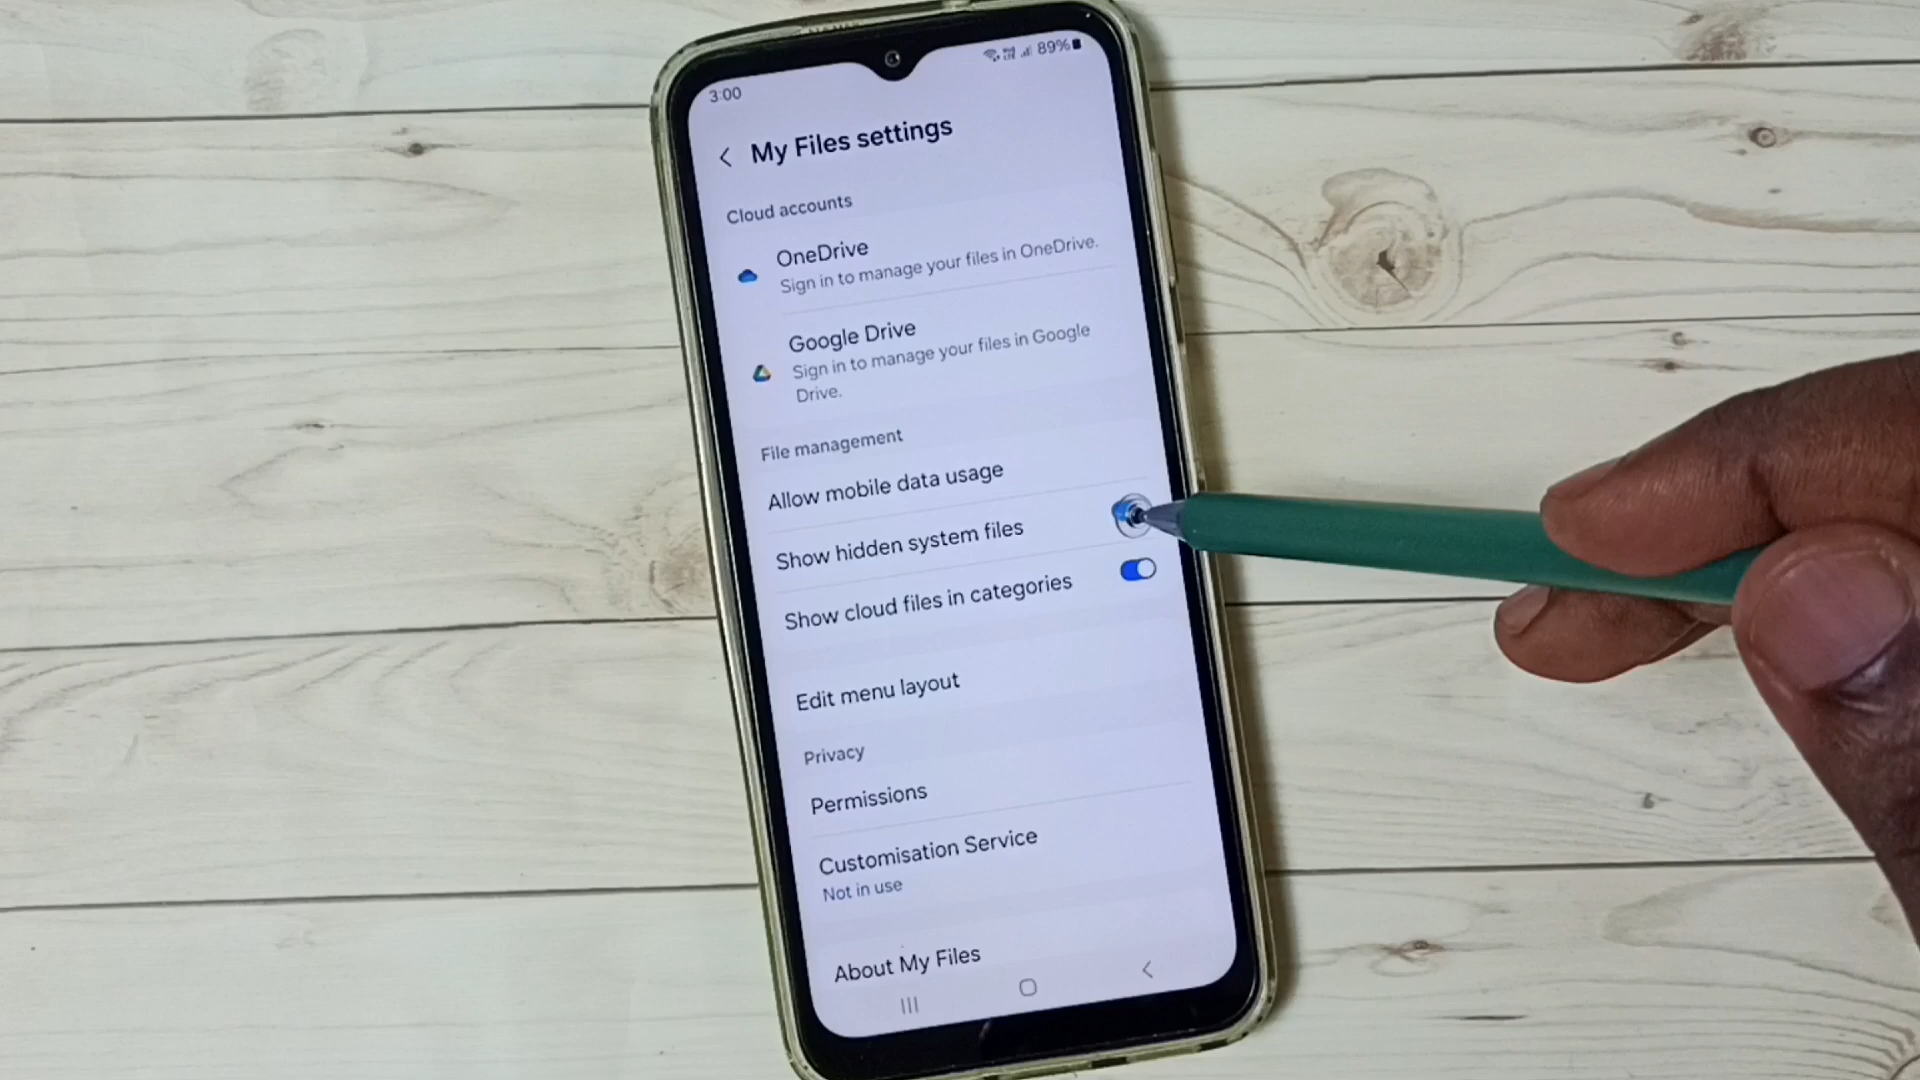 3:00
89%
My Files settings
Cloud accounts
OneDrive
Sign in to manage your files in OneDrive.
Google Drive
Sign in to manage your files in Google
Drive.
File management
Allow mobile data usage
Show hidden system files
Show cloud files in categories
Edit menu layout
Privacy
Permissions
Customisation Service
Not in use
About My Files